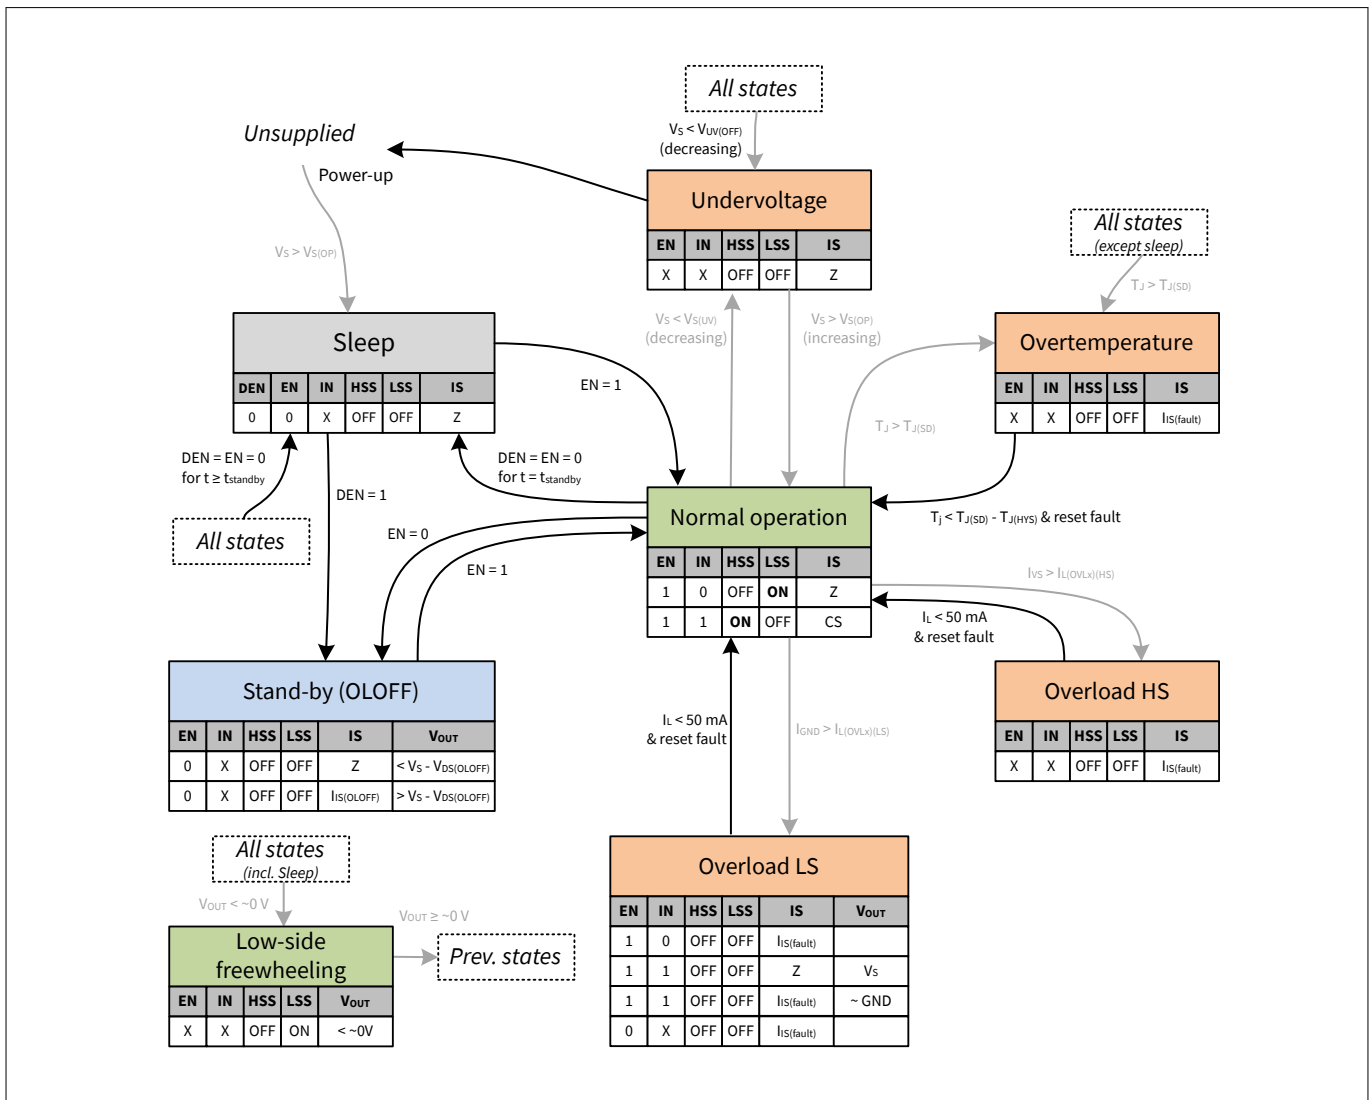 All states
Unsupplied
Power-up
VS < VUV(OFF)
(decreasing)
Undervoltage
EN IN HSS LSS IS
X X OFF OFF Z
All states
(except sleep)
TJ > TJ(SD)
VS > VS(OP)
VS < VS(UV)
(decreasing)
VS > VS(OP)
(increasing)
Sleep
DEN EN IN HSS LSS IS
0 0 X OFF OFF Z
EN = 1
Overtemperature
EN IN HSS LSS IS
X X OFF OFF IIS(fault)
TJ > TJ(SD)
DEN = EN = 0
for t ≥ tstandby
DEN = 1
DEN = EN = 0
for t = tstandby
All states
EN = 0
EN = 1
Normal operation
EN IN HSS LSS IS
1 0 OFF ON Z
1 1 ON OFF CS
Tj < TJ(SD) - TJ(HYS) & reset fault
IVS > IL(OVLx)(HS)
IL < 50 mA
& reset fault
Stand-by (OLOFF)
EN IN HSS LSS IS VOUT
0 X OFF OFF Z < VS - VDS(OLOFF)
0 X OFF OFF IIS(OLOFF) > VS - VDS(OLOFF)
IL < 50 mA
& reset fault
IGND > IL(OVLx)(LS)
Overload HS
EN IN HSS LSS IS
X X OFF OFF IIS(fault)
All states
(incl. Sleep)
VOUT < ~0 V
VOUT ≥ ~0 V
Low-side
freewheeling
EN IN HSS LSS VOUT
X X OFF ON < ~0V
Prev. states
Overload LS
EN IN HSS LSS IS VOUT
1 0 OFF OFF IIS(fault)
1 1 OFF OFF Z VS
1 1 OFF OFF IIS(fault) ~ GND
0 X OFF OFF IIS(fault)